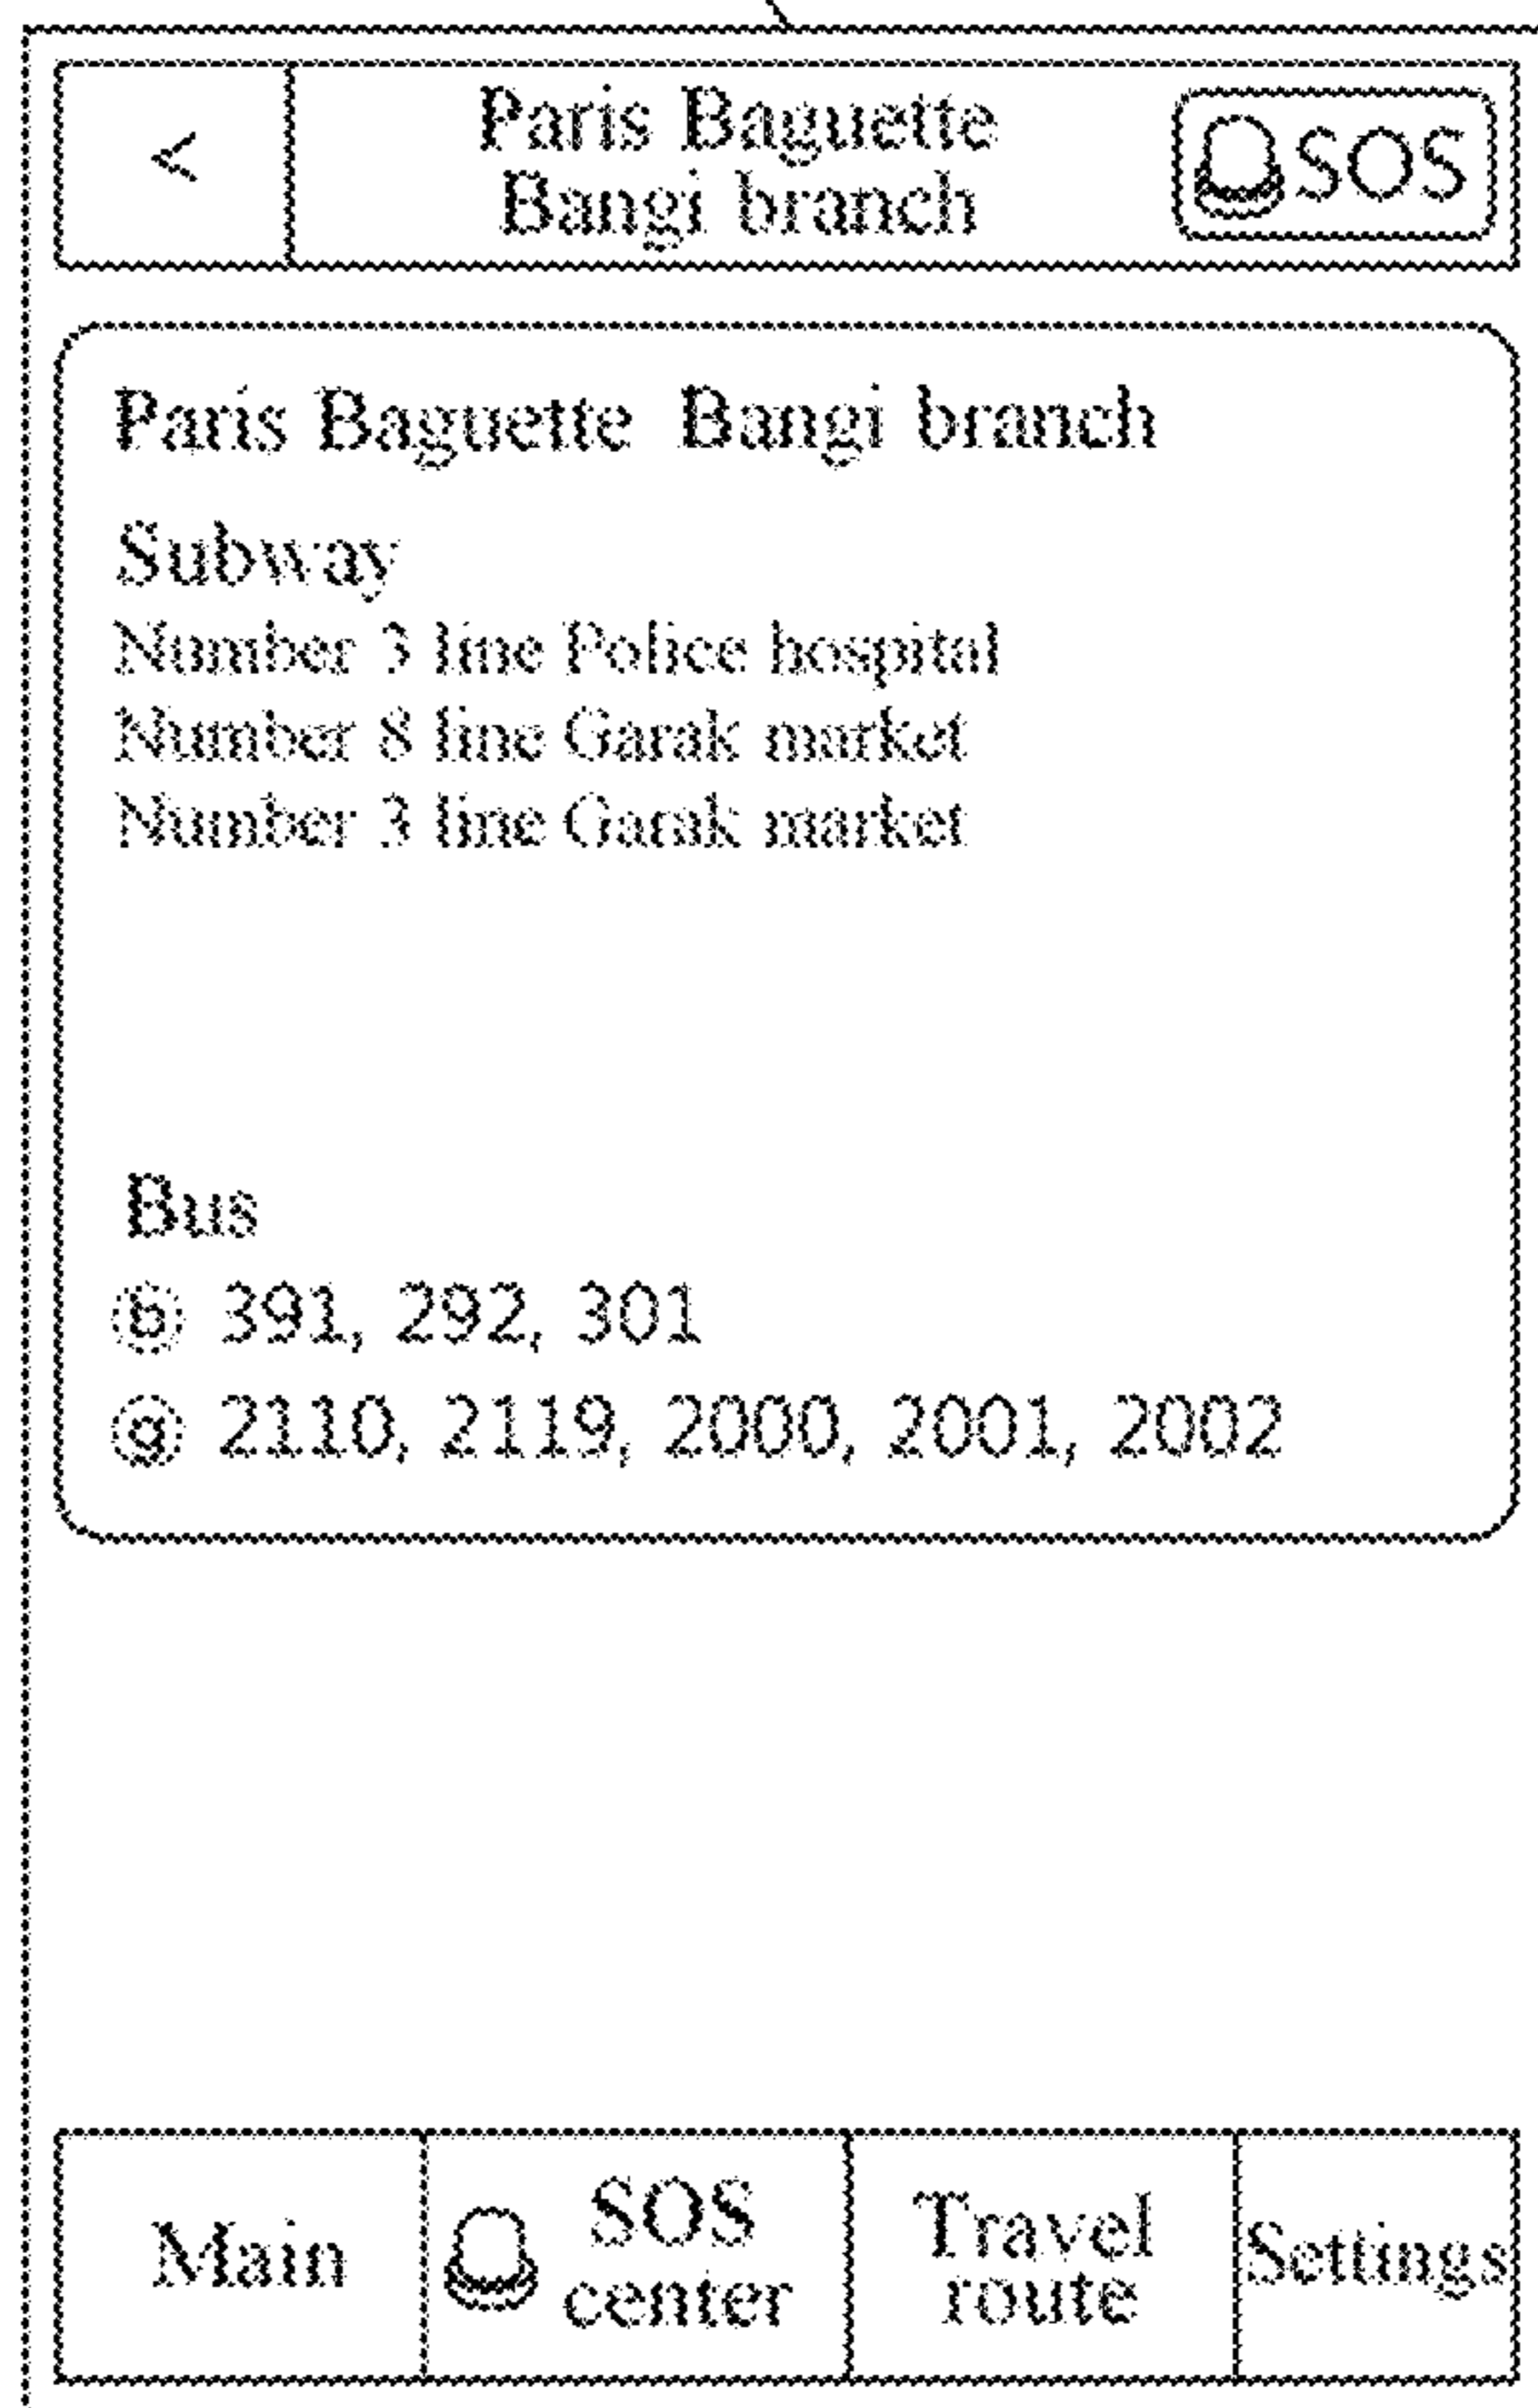 <
Paris Baguette
Bangi branch
SOS
Paris Baguette Bangi branch
Subway
Number 3 line Police hospital
Number 8 line Garak market
Number 3 line Garak market
Bus
ⓑ 391, 292, 301
ⓖ 2110, 2119, 2000, 2001, 2002
Main
SOS
center
Travel
route
Settings